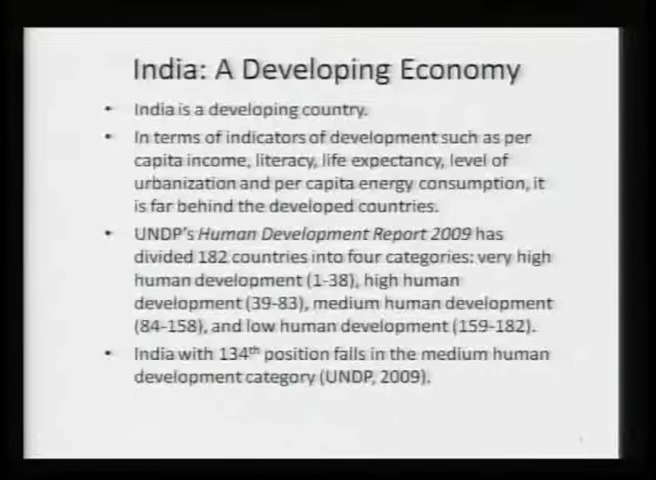 India: A Developing Economy
• India is a developing country.
• In terms of indicators of development such as per
capita income, literacy, life expectancy, level of
urbanization and per capita energy consumption, it
is far behind the developed countries.
• UNDP's Human Development Report 2009 has
divided 182 countries into four categories: very high
human development (1-38), high human
development (39-83), medium human development
(84-158), and low human development (159-182).
• India with 134th position falls in the medium human
development category (UNDP, 2009).